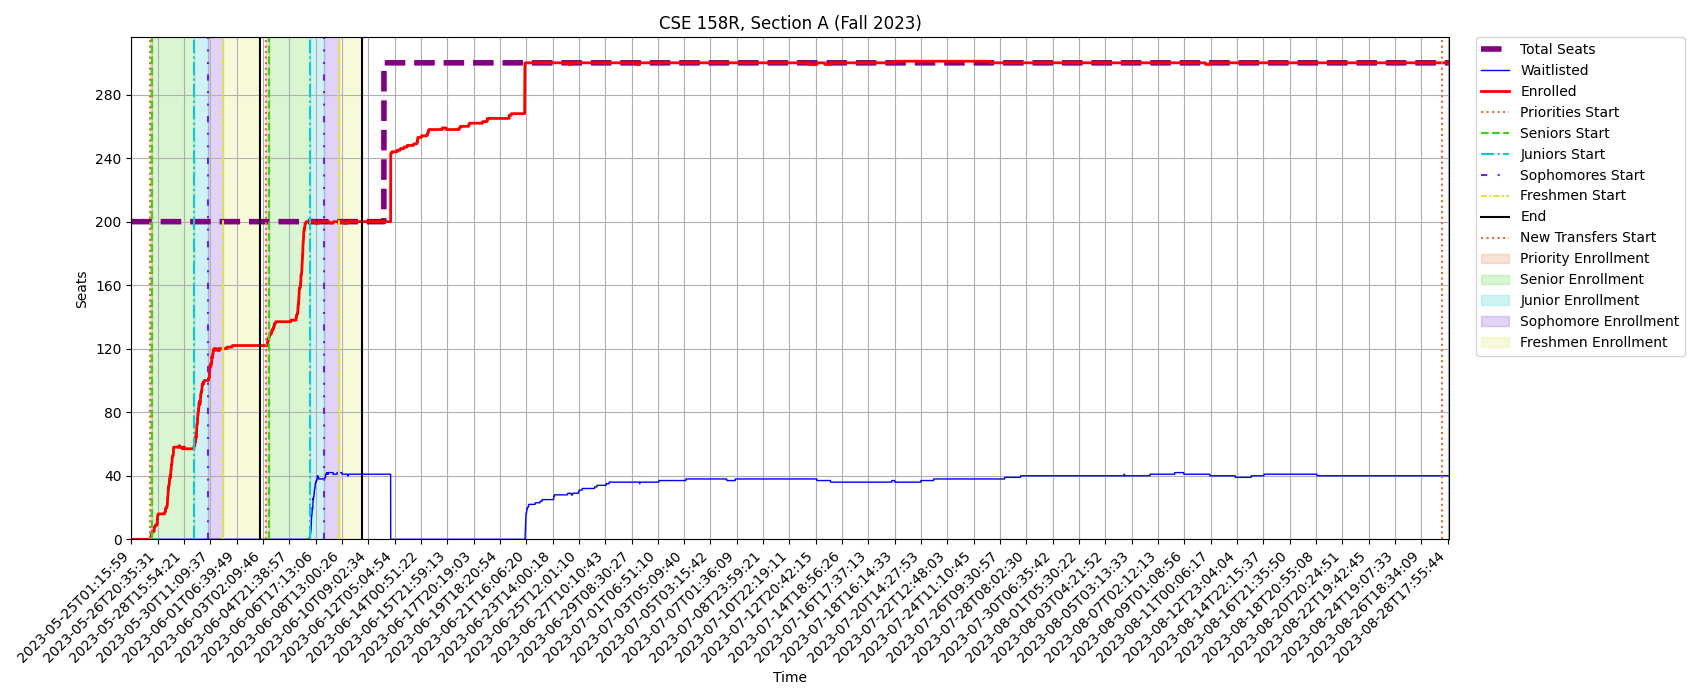 CSE 158R, Section A (Fall 2023)
Seats
280
240
200
160
120
80
40
0
2023-05-25T01:15:59
2023-05-26T20:35:31
2023-05-28T15:54:21
2023-05-30T11:09:37
2023-06-01T06:39:49
2023-06-03T02:09:46
2023-06-04T21:38:57
2023-06-06T17:13:06
2023-06-08T13:00:26
2023-06-10T09:02:34
2023-06-12T05:04:54
2023-06-14T00:51:22
2023-06-15T21:59:13
2023-06-17T20:19:03
2023-06-19T18:20:54
2023-06-21T16:06:20
2023-06-23T14:00:18
2023-06-25T12:01:10
2023-06-27T10:10:43
2023-06-29T08:30:27
2023-07-01T06:51:10
2023-07-03T05:09:40
2023-07-05T03:15:42
2023-07-07T01:36:09
2023-07-08T23:59:21
2023-07-10T22:19:11
2023-07-12T20:42:15
2023-07-14T18:56:26
2023-07-16T17:37:13
2023-07-18T16:14:33
2023-07-20T14:27:53
2023-07-22T12:48:03
2023-07-24T11:10:45
2023-07-26T09:30:57
2023-07-28T08:02:30
2023-07-30T06:35:42
2023-08-01T05:30:22
2023-08-03T04:21:52
2023-08-05T03:13:33
2023-08-07T02:12:13
2023-08-09T01:08:56
2023-08-11T00:06:17
2023-08-12T23:04:04
2023-08-14T22:15:37
2023-08-16T21:35:50
2023-08-18T20:55:08
2023-08-20T20:24:51
2023-08-22T19:42:45
2023-08-24T19:07:33
2023-08-26T18:34:09
2023-08-28T17:55:44
Time
Total Seats
Waitlisted
Enrolled
Priorities Start
Seniors Start
Juniors Start
Sophomores Start
Freshmen Start
End
New Transfers Start
Priority Enrollment
Senior Enrollment
Junior Enrollment
Sophomore Enrollment
Freshmen Enrollment